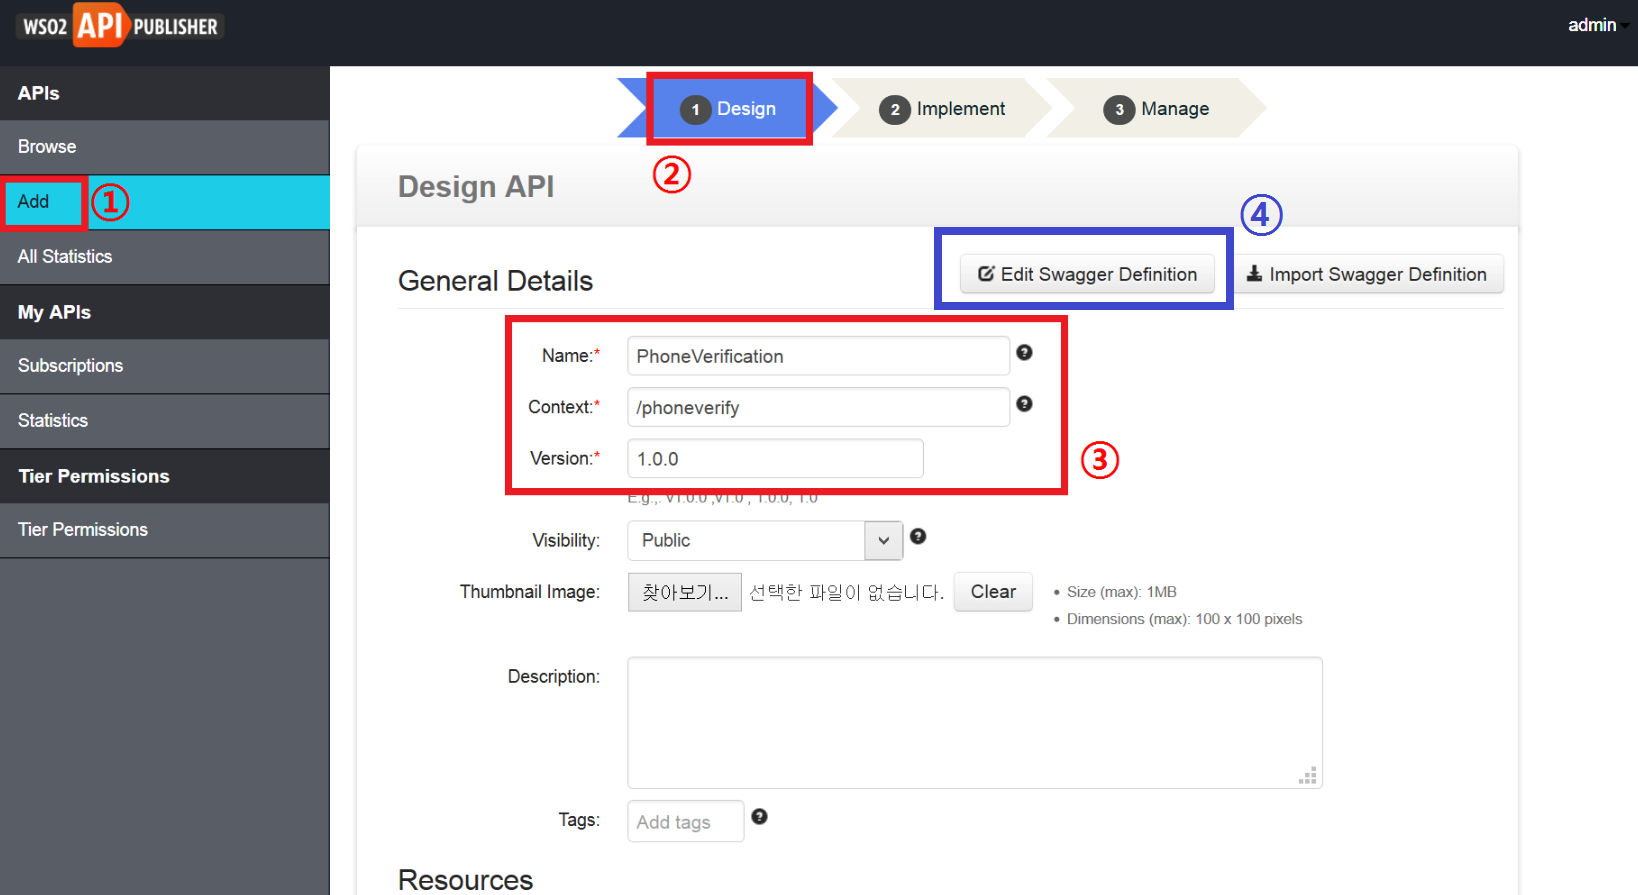 WSO2 API PUBLISHER
admin
APIs
Browse
Add ①
All Statistics
My APIs
Subscriptions
Statistics
Tier Permissions
Tier Permissions
1 Design
2 Implement
3 Manage
②
Design API
④
General Details
Edit Swagger Definition
Import Swagger Definition
Name:* PhoneVerification
Context:* /phoneverify
Version:* 1.0.0
③
E.g.,: v1.0.0 ,v1.0 , 1.0.0, 1.0
Visibility: Public
Thumbnail Image: 찾아보기... 선택한 파일이 없습니다. Clear
• Size (max): 1MB
• Dimensions (max): 100 x 100 pixels
Description:
Tags: Add tags
Resources